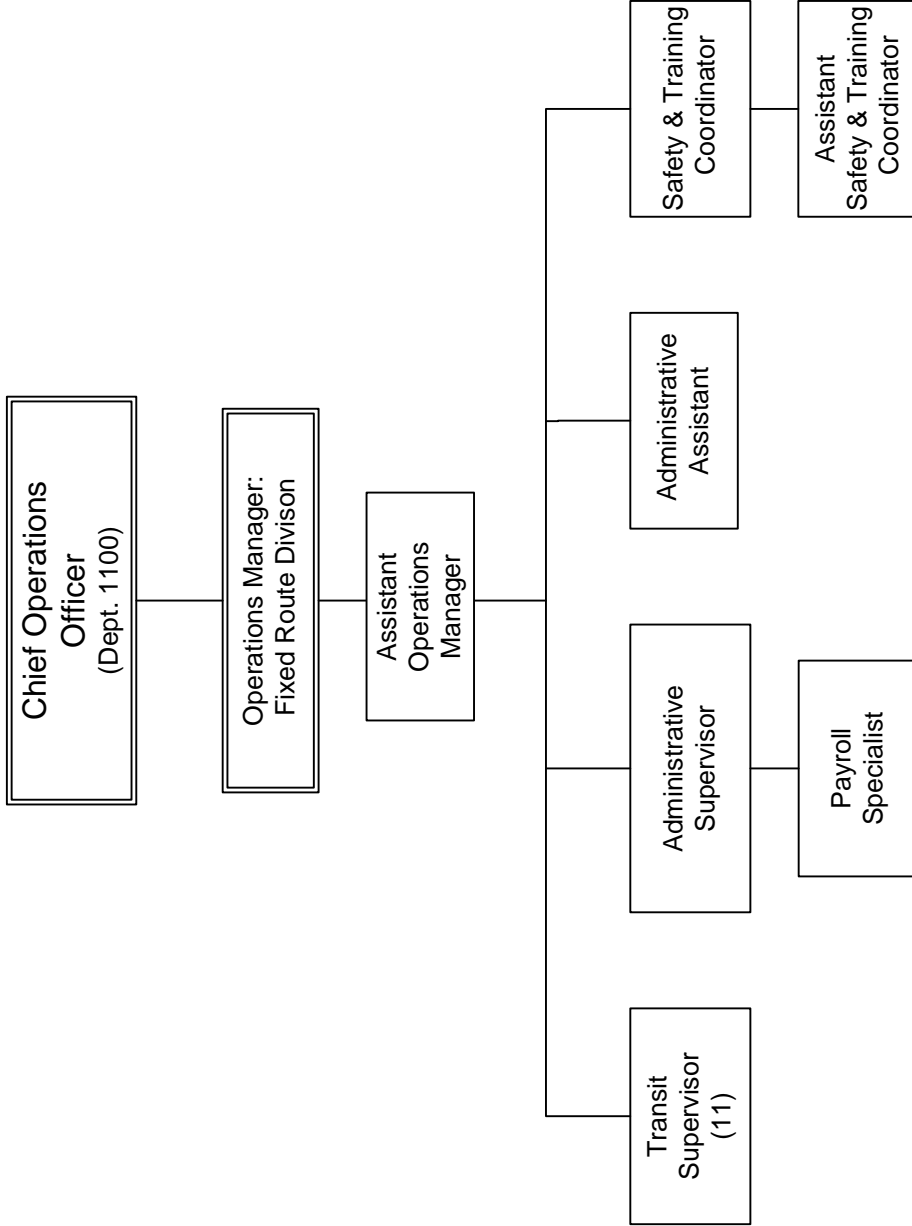 Chief Operations
Officer
(Dept. 1100)
Operations Manager:
Fixed Route Divison
Assistant
Operations
Manager
Transit
Supervisor
(11)
Administrative
Supervisor
Administrative
Assistant
Safety & Training
Coordinator
Payroll
Specialist
Assistant
Safety & Training
Coordinator